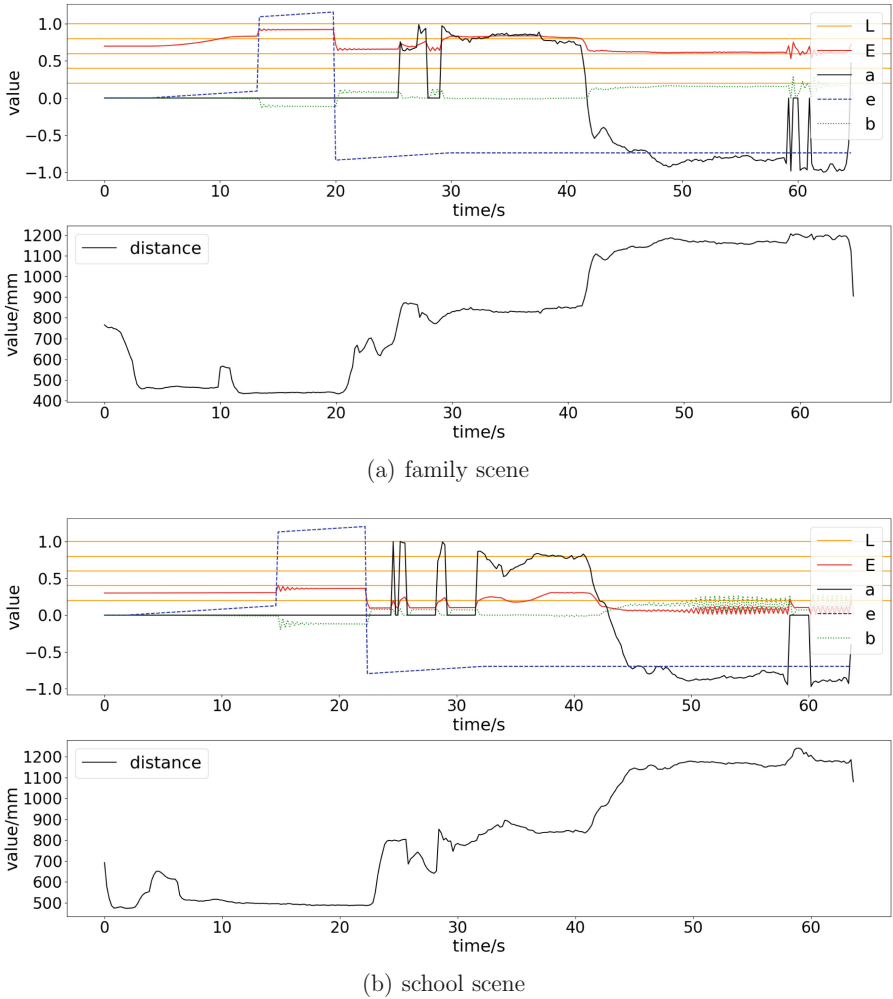 1.0
0.5
0.0
−0.5
−1.0
value
L
E
a
e
b
0 10 20 30 40 50 60
time/s
1200
1100
1000
900
800
700
600
500
400
value/mm
distance
0 10 20 30 40 50 60
time/s
(a) family scene
1.0
0.5
0.0
−0.5
−1.0
value
L
E
a
e
b
0 10 20 30 40 50 60
time/s
1200
1100
1000
900
800
700
600
500
value/mm
distance
0 10 20 30 40 50 60
time/s
(b) school scene